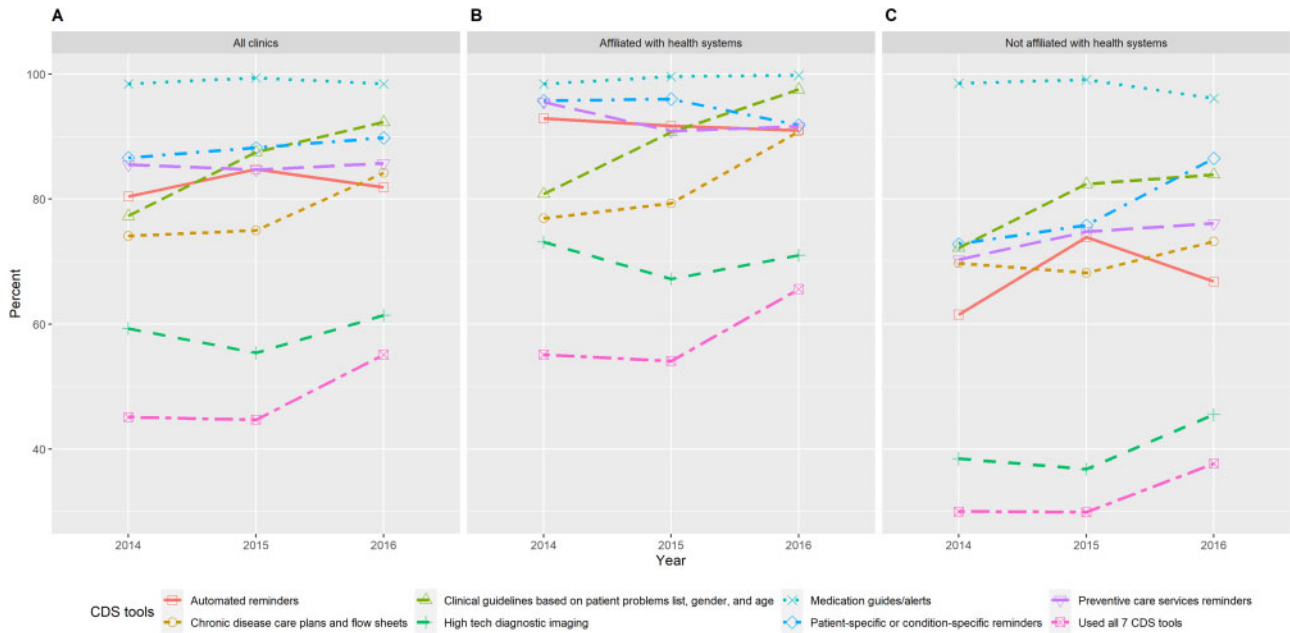 A B C
All clinics Affiliated with health systems Not affiliated with health systems
100
80
60
40
Percent
2014 2015 2016 2014 2015 2016 2014 2015 2016
Year
CDS tools
Automated reminders Clinical guidelines based on patient problems list, gender, and age Medication guides/alerts Preventive care services reminders
Chronic disease care plans and flow sheets High tech diagnostic imaging Patient-specific or condition-specific reminders Used all 7 CDS tools